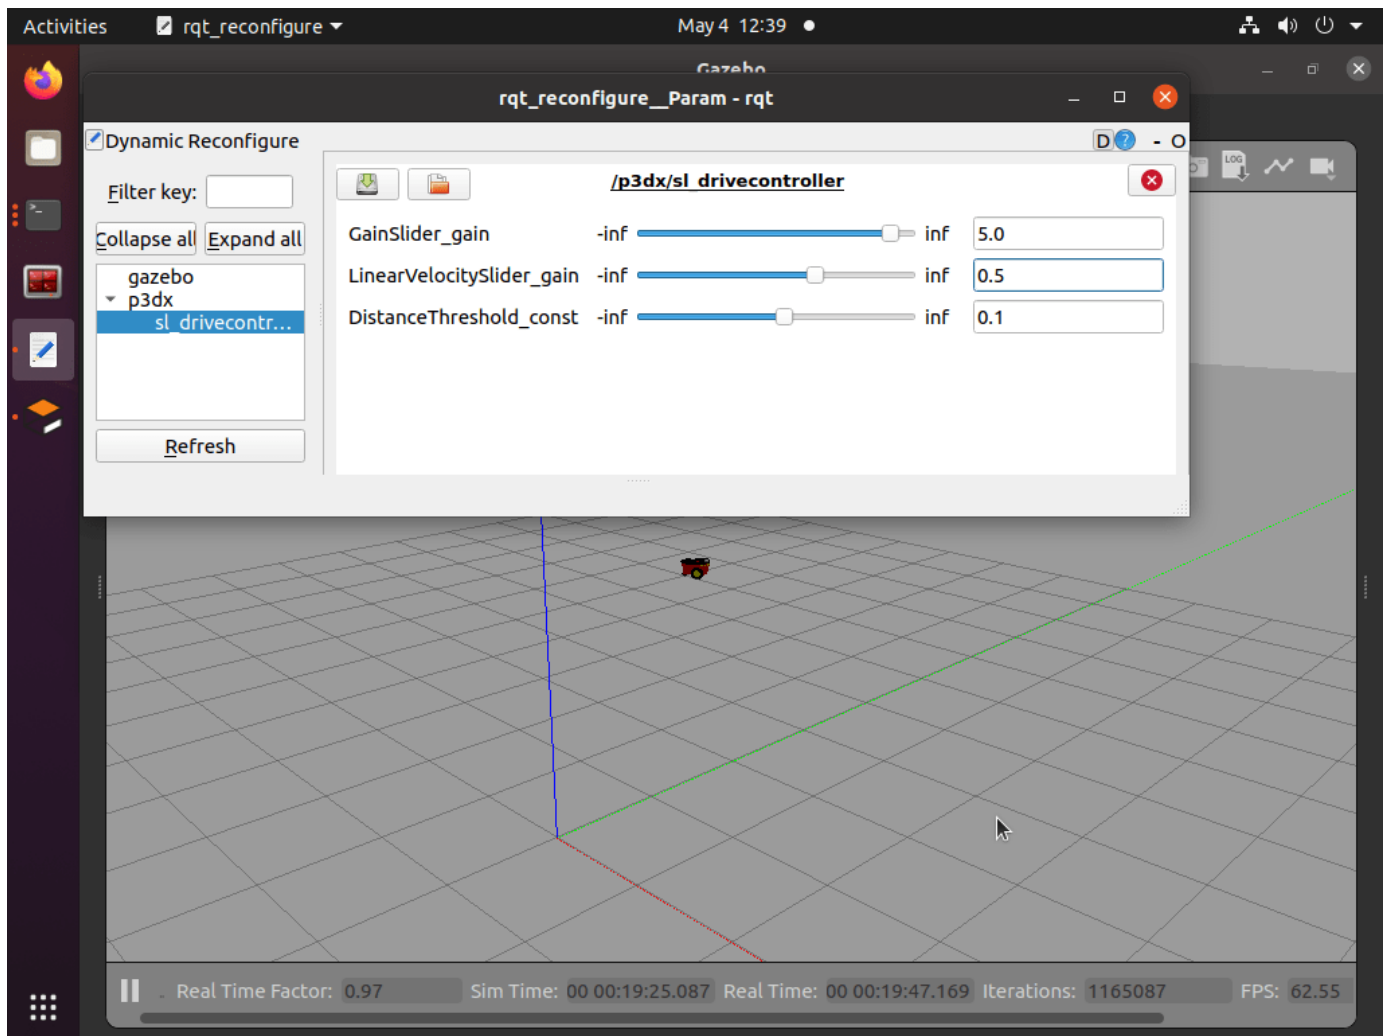 Activities rqt_reconfigure May 4 12:39
Gazebo
rqt_reconfigure__Param - rqt
Dynamic Reconfigure D ? - O
LOG
Filter key:
Collapse all Expand all
gazebo
p3dx
sl_drivecontr...
Refresh
/p3dx/sl_drivecontroller
GainSlider_gain -inf inf 5.0
LinearVelocitySlider_gain -inf inf 0.5
DistanceThreshold_const -inf inf 0.1
Real Time Factor: 0.97 Sim Time: 00 00:19:25.087 Real Time: 00 00:19:47.169 Iterations: 1165087 FPS: 62.55